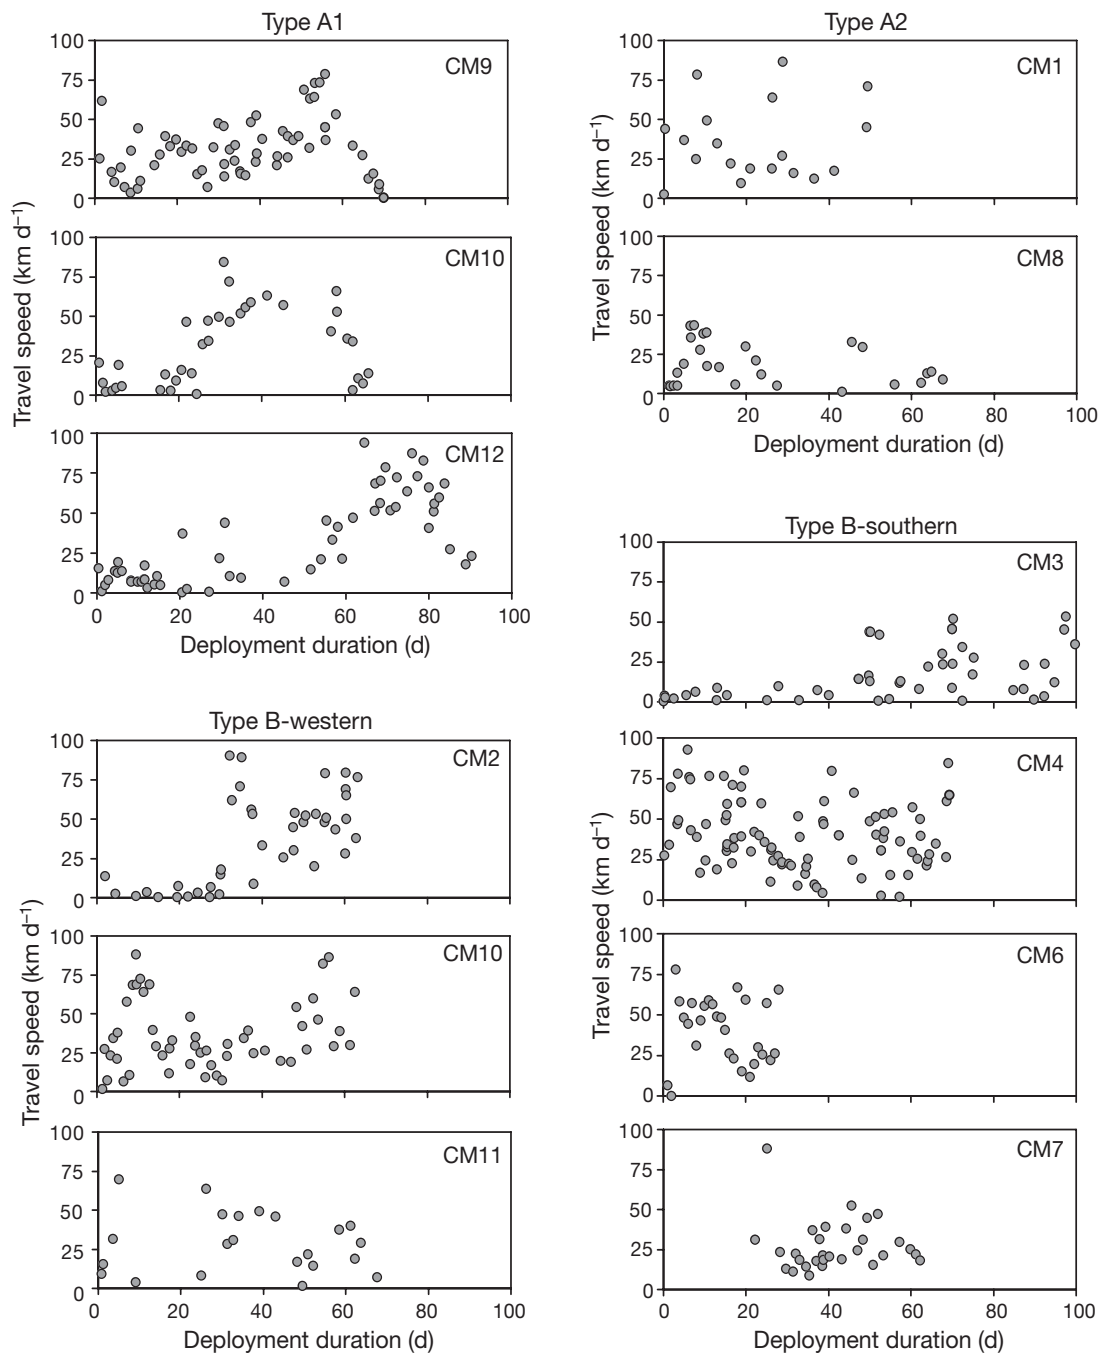 Type A1
100
75
50
25
0
CM9
100
75
50
25
0
CM10
100
75
50
25
0
CM12
0 20 40 60 80 100
Deployment duration (d)
Travel speed (km d⁻¹)
Type A2
100
75
50
25
0
CM1
100
75
50
25
0
CM8
0 20 40 60 80 100
Deployment duration (d)
Travel speed (km d⁻¹)
Type B-western
100
75
50
25
0
CM2
100
75
50
25
0
CM10
100
75
50
25
0
CM11
0 20 40 60 80 100
Deployment duration (d)
Travel speed (km d⁻¹)
Type B-southern
100
75
50
25
0
CM3
100
75
50
25
0
CM4
100
75
50
25
0
CM6
100
75
50
25
0
CM7
0 20 40 60 80 100
Deployment duration (d)
Travel speed (km d⁻¹)